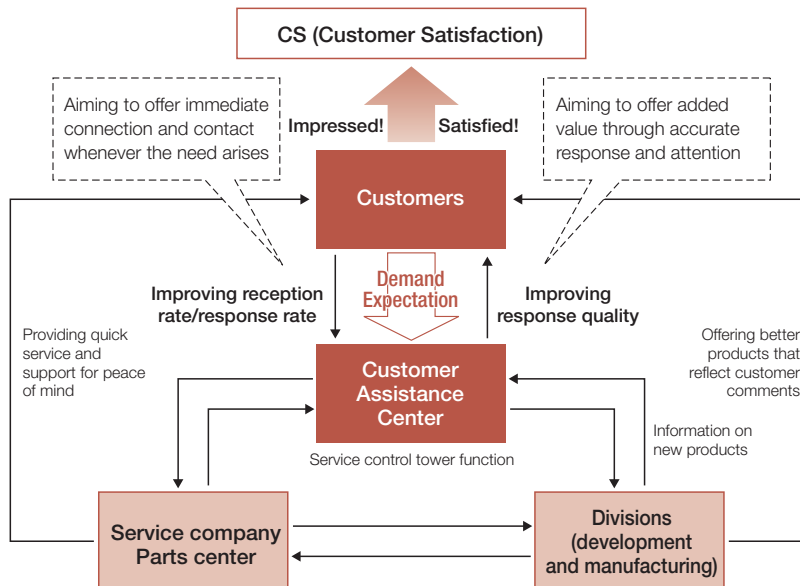 CS (Customer Satisfaction)
Aiming to offer immediate
connection and contact
whenever the need arises
Impressed!
Satisfied!
Aiming to offer added
value through accurate
response and attention
Customers
Demand
Expectation
Improving reception
rate/response rate
Improving
response quality
Providing quick
service and
support for peace
of mind
Offering better
products that
reflect customer
comments
Customer
Assistance
Center
Service control tower function
Information on
new products
Service company
Parts center
Divisions
(development
and manufacturing)